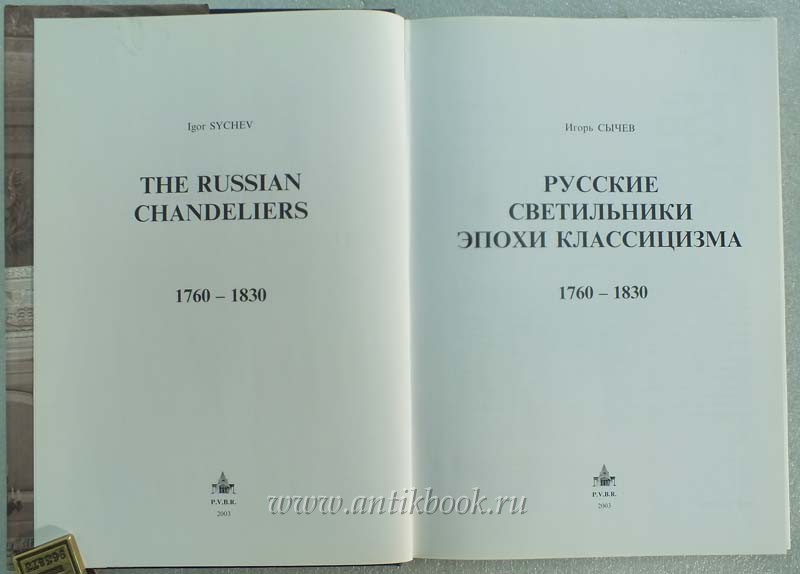 Igor SYCHEV
THE RUSSIAN
CHANDELIERS
1760 – 1830
P.V.B.R.
2003
Игорь СЫЧЕВ
РУССКИЕ
СВЕТИЛЬНИКИ
ЭПОХИ КЛАССИЦИЗМА
1760 – 1830
P.V.B.R.
2003
www.antikbook.ru